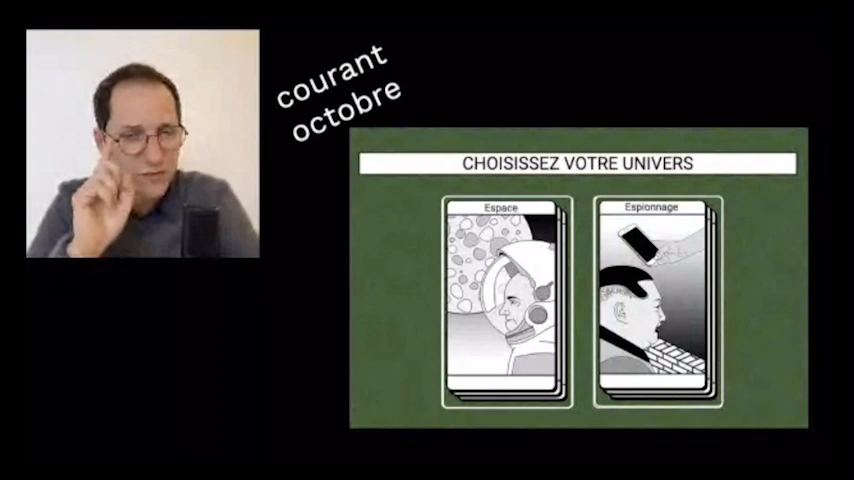 courant
octobre
CHOISISSEZ VOTRE UNIVERS
Espace
Espionnage